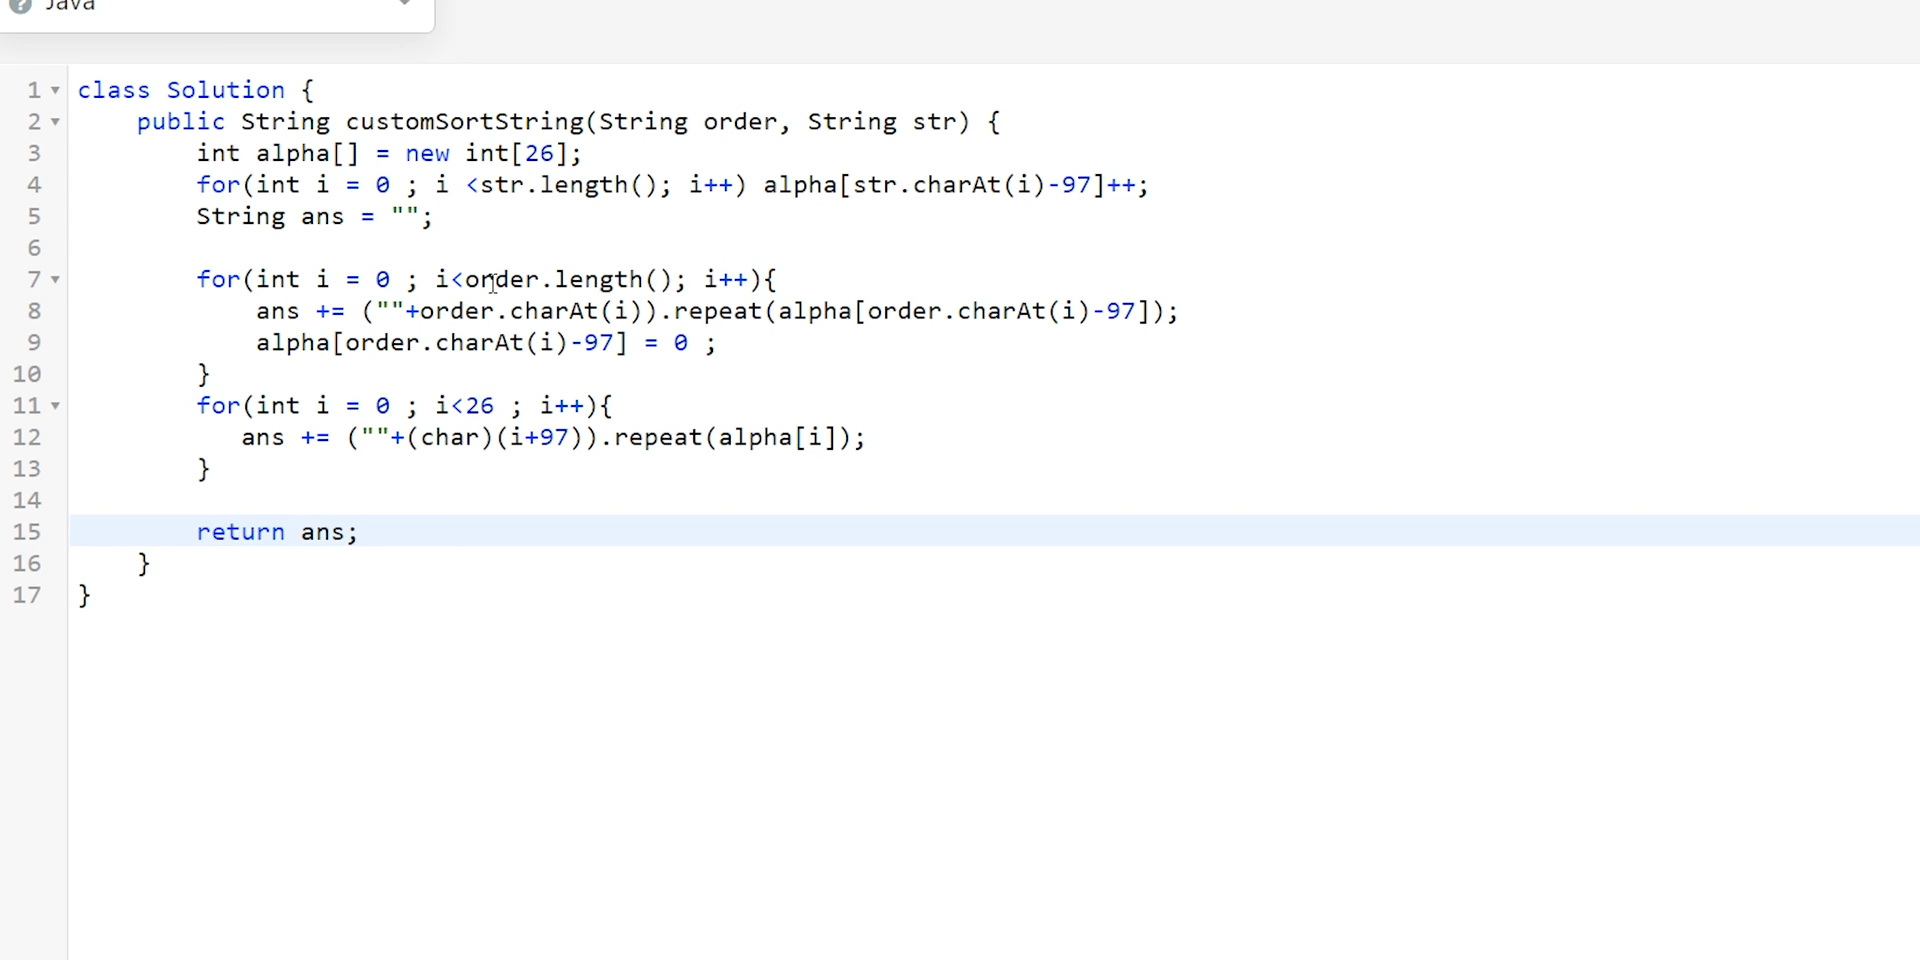 Java
1 class Solution {
2 public String customSortString(String order, String str) {
3 int alpha[] = new int[26];
4 for(int i = 0 ; i <str.length(); i++) alpha[str.charAt(i)-97]++;
5 String ans = "";
6
7 for(int i = 0 ; i<order.length(); i++){
8 ans += (""+order.charAt(i)).repeat(alpha[order.charAt(i)-97]);
9 alpha[order.charAt(i)-97] = 0 ;
10 }
11 for(int i = 0 ; i<26 ; i++){
12 ans += (""+(char)(i+97)).repeat(alpha[i]);
13 }
14
15 return ans;
16 }
17 }